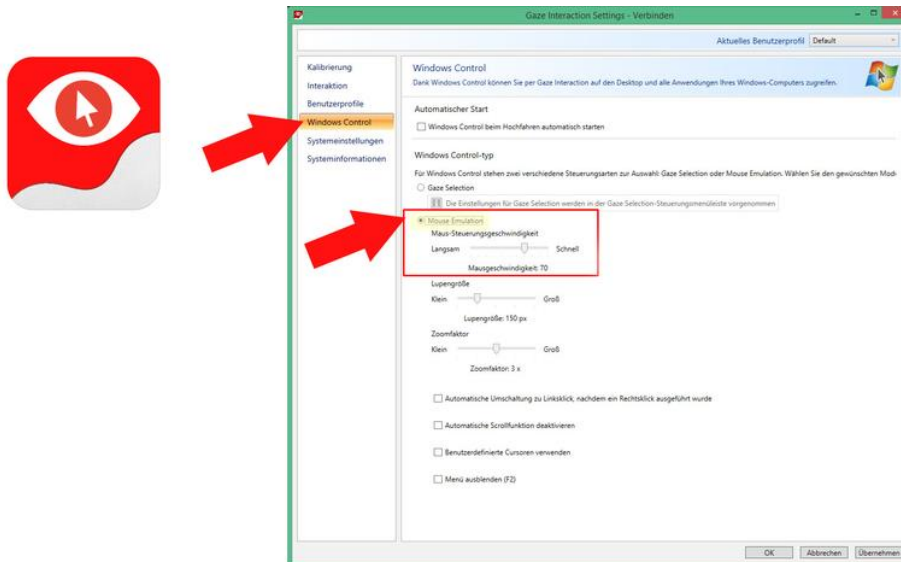 Gaze Interaction Settings - Verbinden
Aktuelles Benutzerprofil Default
Kalibrierung
Interaktion
Benutzerprofile
Windows Control
Systemeinstellungen
Systeminformationen
Windows Control
Dank Windows Control können Sie per Gaze Interaction auf den Desktop und alle Anwendungen Ihres Windows-Computers zugreifen.
Automatischer Start
Windows Control beim Hochfahren automatisch starten
Windows Control-typ
Für Windows Control stehen zwei verschiedene Steuerungsarten zur Auswahl: Gaze Selection oder Mouse Emulation. Wählen Sie den gewünschten Mod
Gaze Selection
Die Einstellungen für Gaze Selection werden in der Gaze Selection-Steuerungsmenüleiste vorgenommen
Mouse Emulation
Maus-Steuerungsgeschwindigkeit
Langsam Schnell
Mausgeschwindigkeit: 70
Lupengröße
Klein Groß
Lupengröße: 150 px
Zoomfaktor
Klein Groß
Zoomfaktor: 3 x
Automatische Umschaltung zu Linksklick, nachdem ein Rechtsklick ausgeführt wurde
Automatische Scrollfunktion deaktivieren
Benutzerdefinierte Cursoren verwenden
Menü ausblenden (F2)
OK Abbrechen Übernehmen